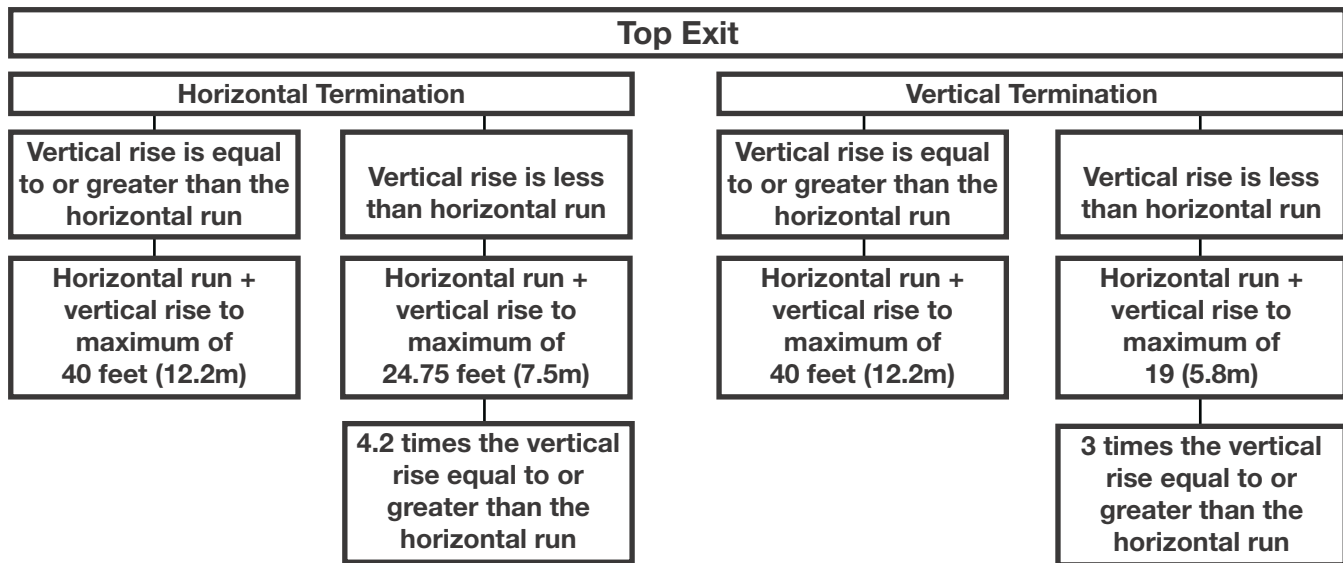 Top Exit
Horizontal Termination
Vertical rise is equal
to or greater than the
horizontal run
Horizontal run +
vertical rise to
maximum of
40 feet (12.2m)
Vertical rise is less
than horizontal run
Horizontal run +
vertical rise to
maximum of
24.75 feet (7.5m)
4.2 times the vertical
rise equal to or
greater than the
horizontal run
Vertical Termination
Vertical rise is equal
to or greater than the
horizontal run
Horizontal run +
vertical rise to
maximum of
40 feet (12.2m)
Vertical rise is less
than horizontal run
Horizontal run +
vertical rise to
maximum of
19 (5.8m)
3 times the vertical
rise equal to or
greater than the
horizontal run